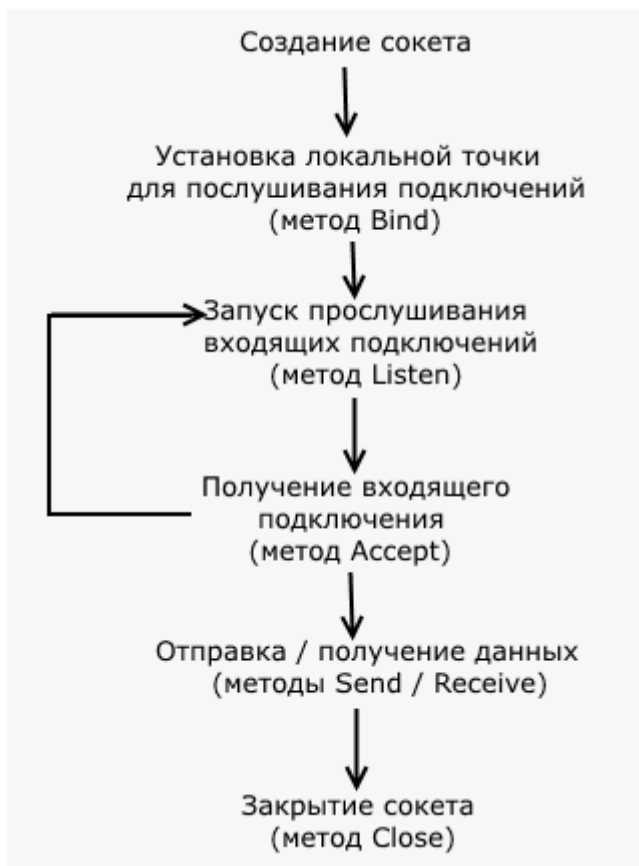 Создание сокета
Установка локальной точки
для послушивания подключений
(метод Bind)
Запуск прослушивания
входящих подключений
(метод Listen)
Получение входящего
подключения
(метод Accept)
Отправка / получение данных
(методы Send / Receive)
Закрытие сокета
(метод Close)